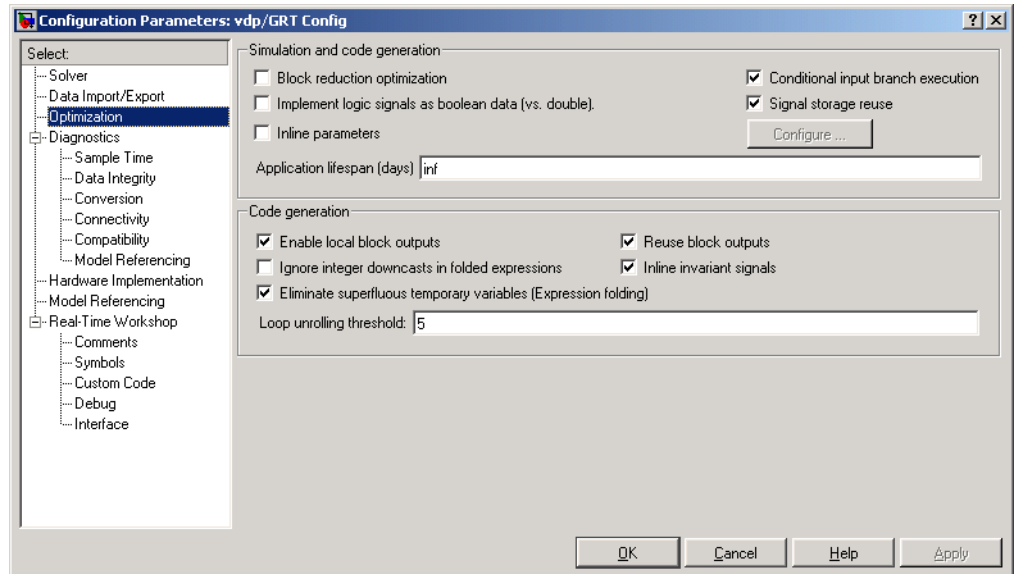 Configuration Parameters: vdp/GRT Config
Select:
Solver
Data Import/Export
Optimization
Diagnostics
Sample Time
Data Integrity
Conversion
Connectivity
Compatibility
Model Referencing
Hardware Implementation
Model Referencing
Real-Time Workshop
Comments
Symbols
Custom Code
Debug
Interface
Simulation and code generation
Block reduction optimization
Conditional input branch execution
Implement logic signals as boolean data (vs. double).
Signal storage reuse
Inline parameters
Configure ...
Application lifespan (days) inf
Code generation
Enable local block outputs
Reuse block outputs
Ignore integer downcasts in folded expressions
Inline invariant signals
Eliminate superfluous temporary variables (Expression folding)
Loop unrolling threshold: 5
OK
Cancel
Help
Apply